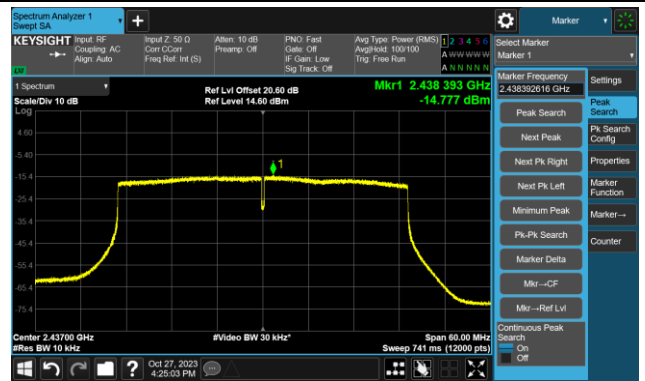 Spectrum Analyzer 1
Swept SA
Marker
KEYSIGHT
Input: RF
Coupling: AC
Align: Auto
Input Z: 50 Ω
Corr CCorr
Freq Ref: Int (S)
Atten: 10 dB
Preamp: Off
PNO: Fast
Gate: Off
IF Gain: Low
Sig Track: Off
Avg Type: Power (RMS)
Avg|Hold: 100/100
Trig: Free Run
1 2 3 4 5 6
A W W W W W
A N N N N N
Select Marker
Marker 1
1 Spectrum
Scale/Div 10 dB
Log
Ref Lvl Offset 20.60 dB
Ref Level 14.60 dBm
Mkr1 2.438 393 GHz
-14.777 dBm
4.60
-5.40
-15.4
-25.4
-35.4
-45.4
-55.4
-65.4
-75.4
1
Center 2.43700 GHz
#Res BW 10 kHz
#Video BW 30 kHz*
Span 60.00 MHz
Sweep 741 ms (12000 pts)
Marker Frequency
2.438392616 GHz
Peak Search
Next Peak
Next Pk Right
Next Pk Left
Minimum Peak
Pk-Pk Search
Marker Delta
Mkr→CF
Mkr→Ref Lvl
Continuous Peak
Search
On
Off
Settings
Peak
Search
Pk Search
Config
Properties
Marker
Function
Marker→
Counter
?
Oct 27, 2023
4:25:03 PM